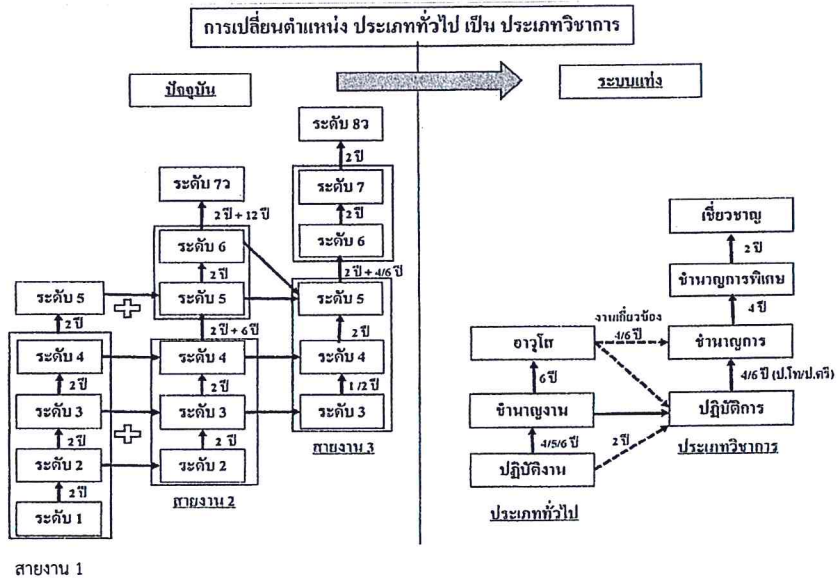 การเปลี่ยนตำแหน่ง ประเภททั่วไป เป็น ประเภทวิชาการ
ปัจจุบัน
ระดับ 5
2 ปี
ระดับ 4
2 ปี
ระดับ 3
2 ปี
ระดับ 2
2 ปี
ระดับ 1
สายงาน 1
ระดับ 7ว
2 ปี + 12 ปี
ระดับ 6
2 ปี
ระดับ 5
2 ปี + 6 ปี
ระดับ 4
2 ปี
ระดับ 3
2 ปี
ระดับ 2
สายงาน 2
ระดับ 8ว
2 ปี
ระดับ 7
2 ปี
ระดับ 6
2 ปี + 4/6 ปี
ระดับ 5
2 ปี
ระดับ 4
1 /2 ปี
ระดับ 3
สายงาน 3
ระบบแท่ง
อาวุโส
6 ปี
ชำนาญงาน
4/5/6 ปี
ปฏิบัติงาน
ประเภททั่วไป
งานเกี่ยวข้อง
4/6 ปี
2 ปี
เชี่ยวชาญ
2 ปี
ชำนาญการพิเศษ
4 ปี
ชำนาญการ
4/6 ปี (ป.โท/ป.ตรี)
ปฏิบัติการ
ประเภทวิชาการ